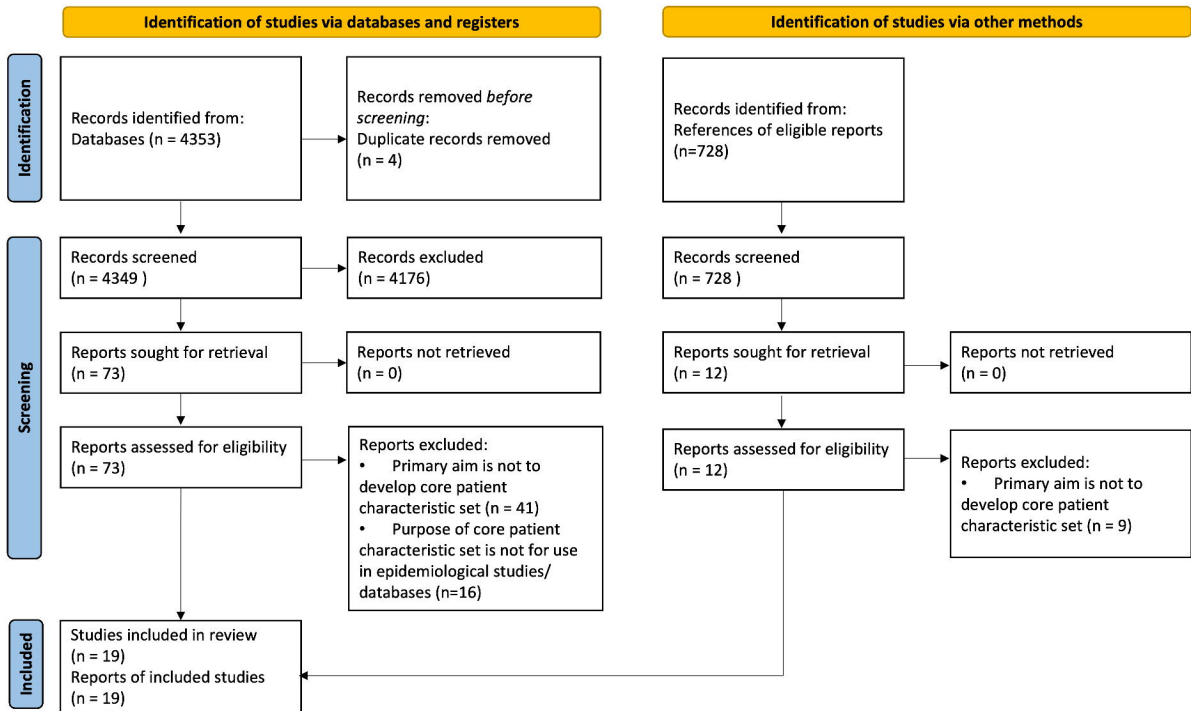 Identification of studies via databases and registers
Identification of studies via other methods
Identification
Records identified from:
Databases (n = 4353)
Records removed before
screening:
Duplicate records removed
(n = 4)
Records identified from:
References of eligible reports
(n=728)
Screening
Records screened
(n = 4349 )
Records excluded
(n = 4176)
Records screened
(n = 728 )
Reports sought for retrieval
(n = 73)
Reports not retrieved
(n = 0)
Reports sought for retrieval
(n = 12)
Reports not retrieved
(n = 0)
Reports assessed for eligibility
(n = 73)
Reports excluded:
• Primary aim is not to
develop core patient
characteristic set (n = 41)
• Purpose of core patient
characteristic set is not for use
in epidemiological studies/
databases (n=16)
Reports assessed for eligibility
(n = 12)
Reports excluded:
• Primary aim is not to
develop core patient
characteristic set (n = 9)
Included
Studies included in review
(n = 19)
Reports of included studies
(n = 19)